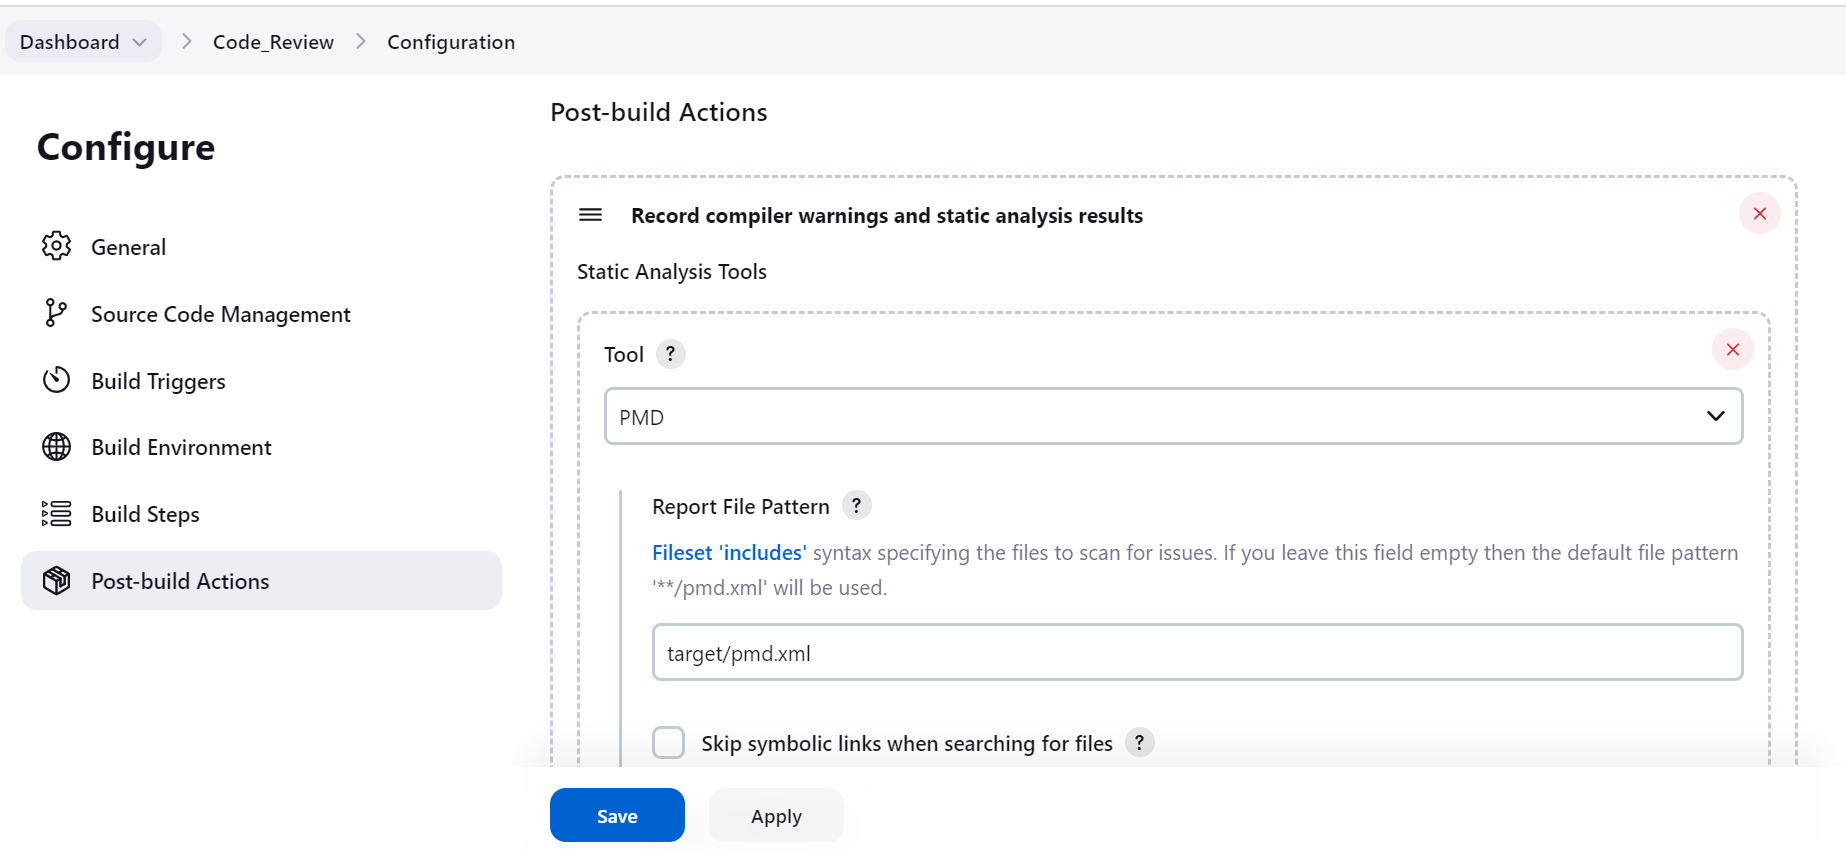 Dashboard
Code_Review
Configuration
Configure
General
Source Code Management
Build Triggers
Build Environment
Build Steps
Post-build Actions
Post-build Actions
Record compiler warnings and static analysis results
Static Analysis Tools
Tool ?
PMD
Report File Pattern ?
Fileset 'includes' syntax specifying the files to scan for issues. If you leave this field empty then the default file pattern
'**/pmd.xml' will be used.
target/pmd.xml
Skip symbolic links when searching for files ?
Save
Apply